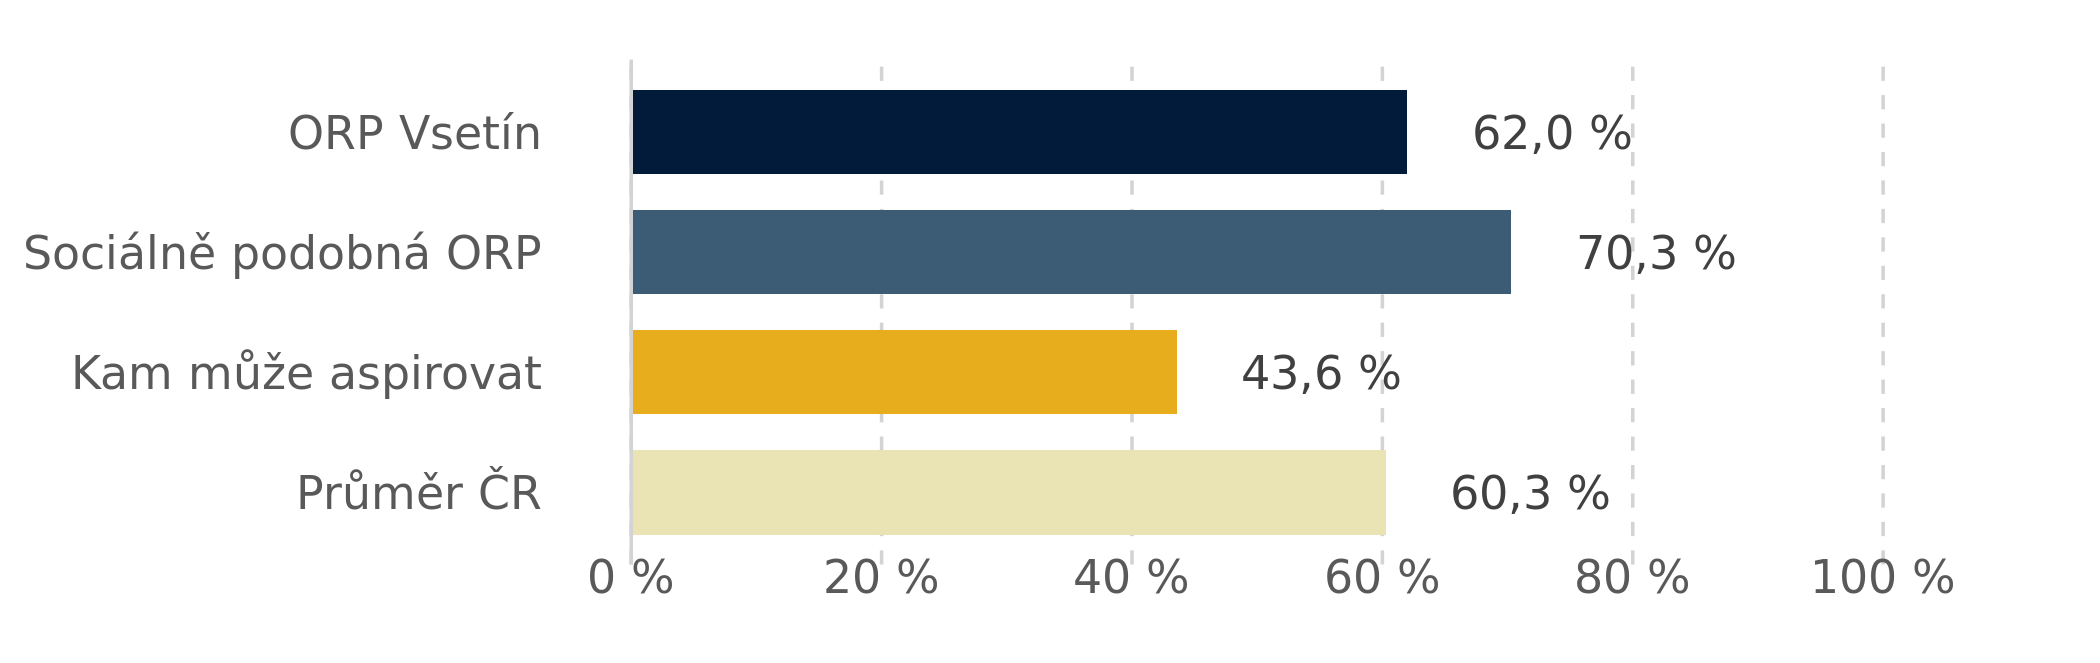 ORP Vsetín 62,0 %
Sociálně podobná ORP 70,3 %
Kam může aspirovat 43,6 %
Průměr ČR 60,3 %
0 % 20 % 40 % 60 % 80 % 100 %